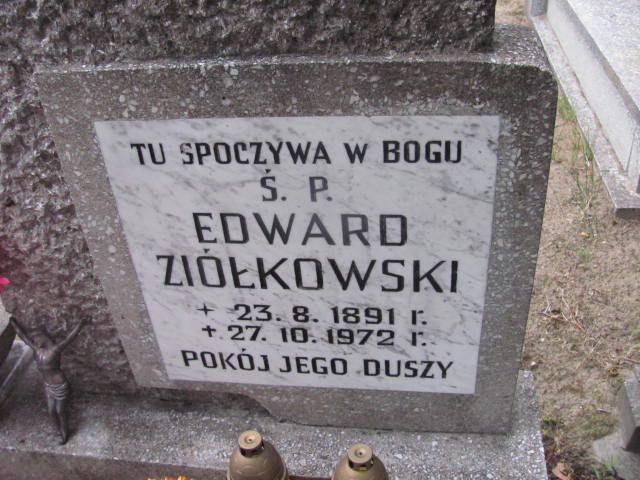 TU SPOCZYWA W BOGU
Ś. P.
EDWARD
ZIÓŁKOWSKI
+ 23. 8. 1891 r.
+ 27. 10. 1972 r.
POKÓJ JEGO DUSZY